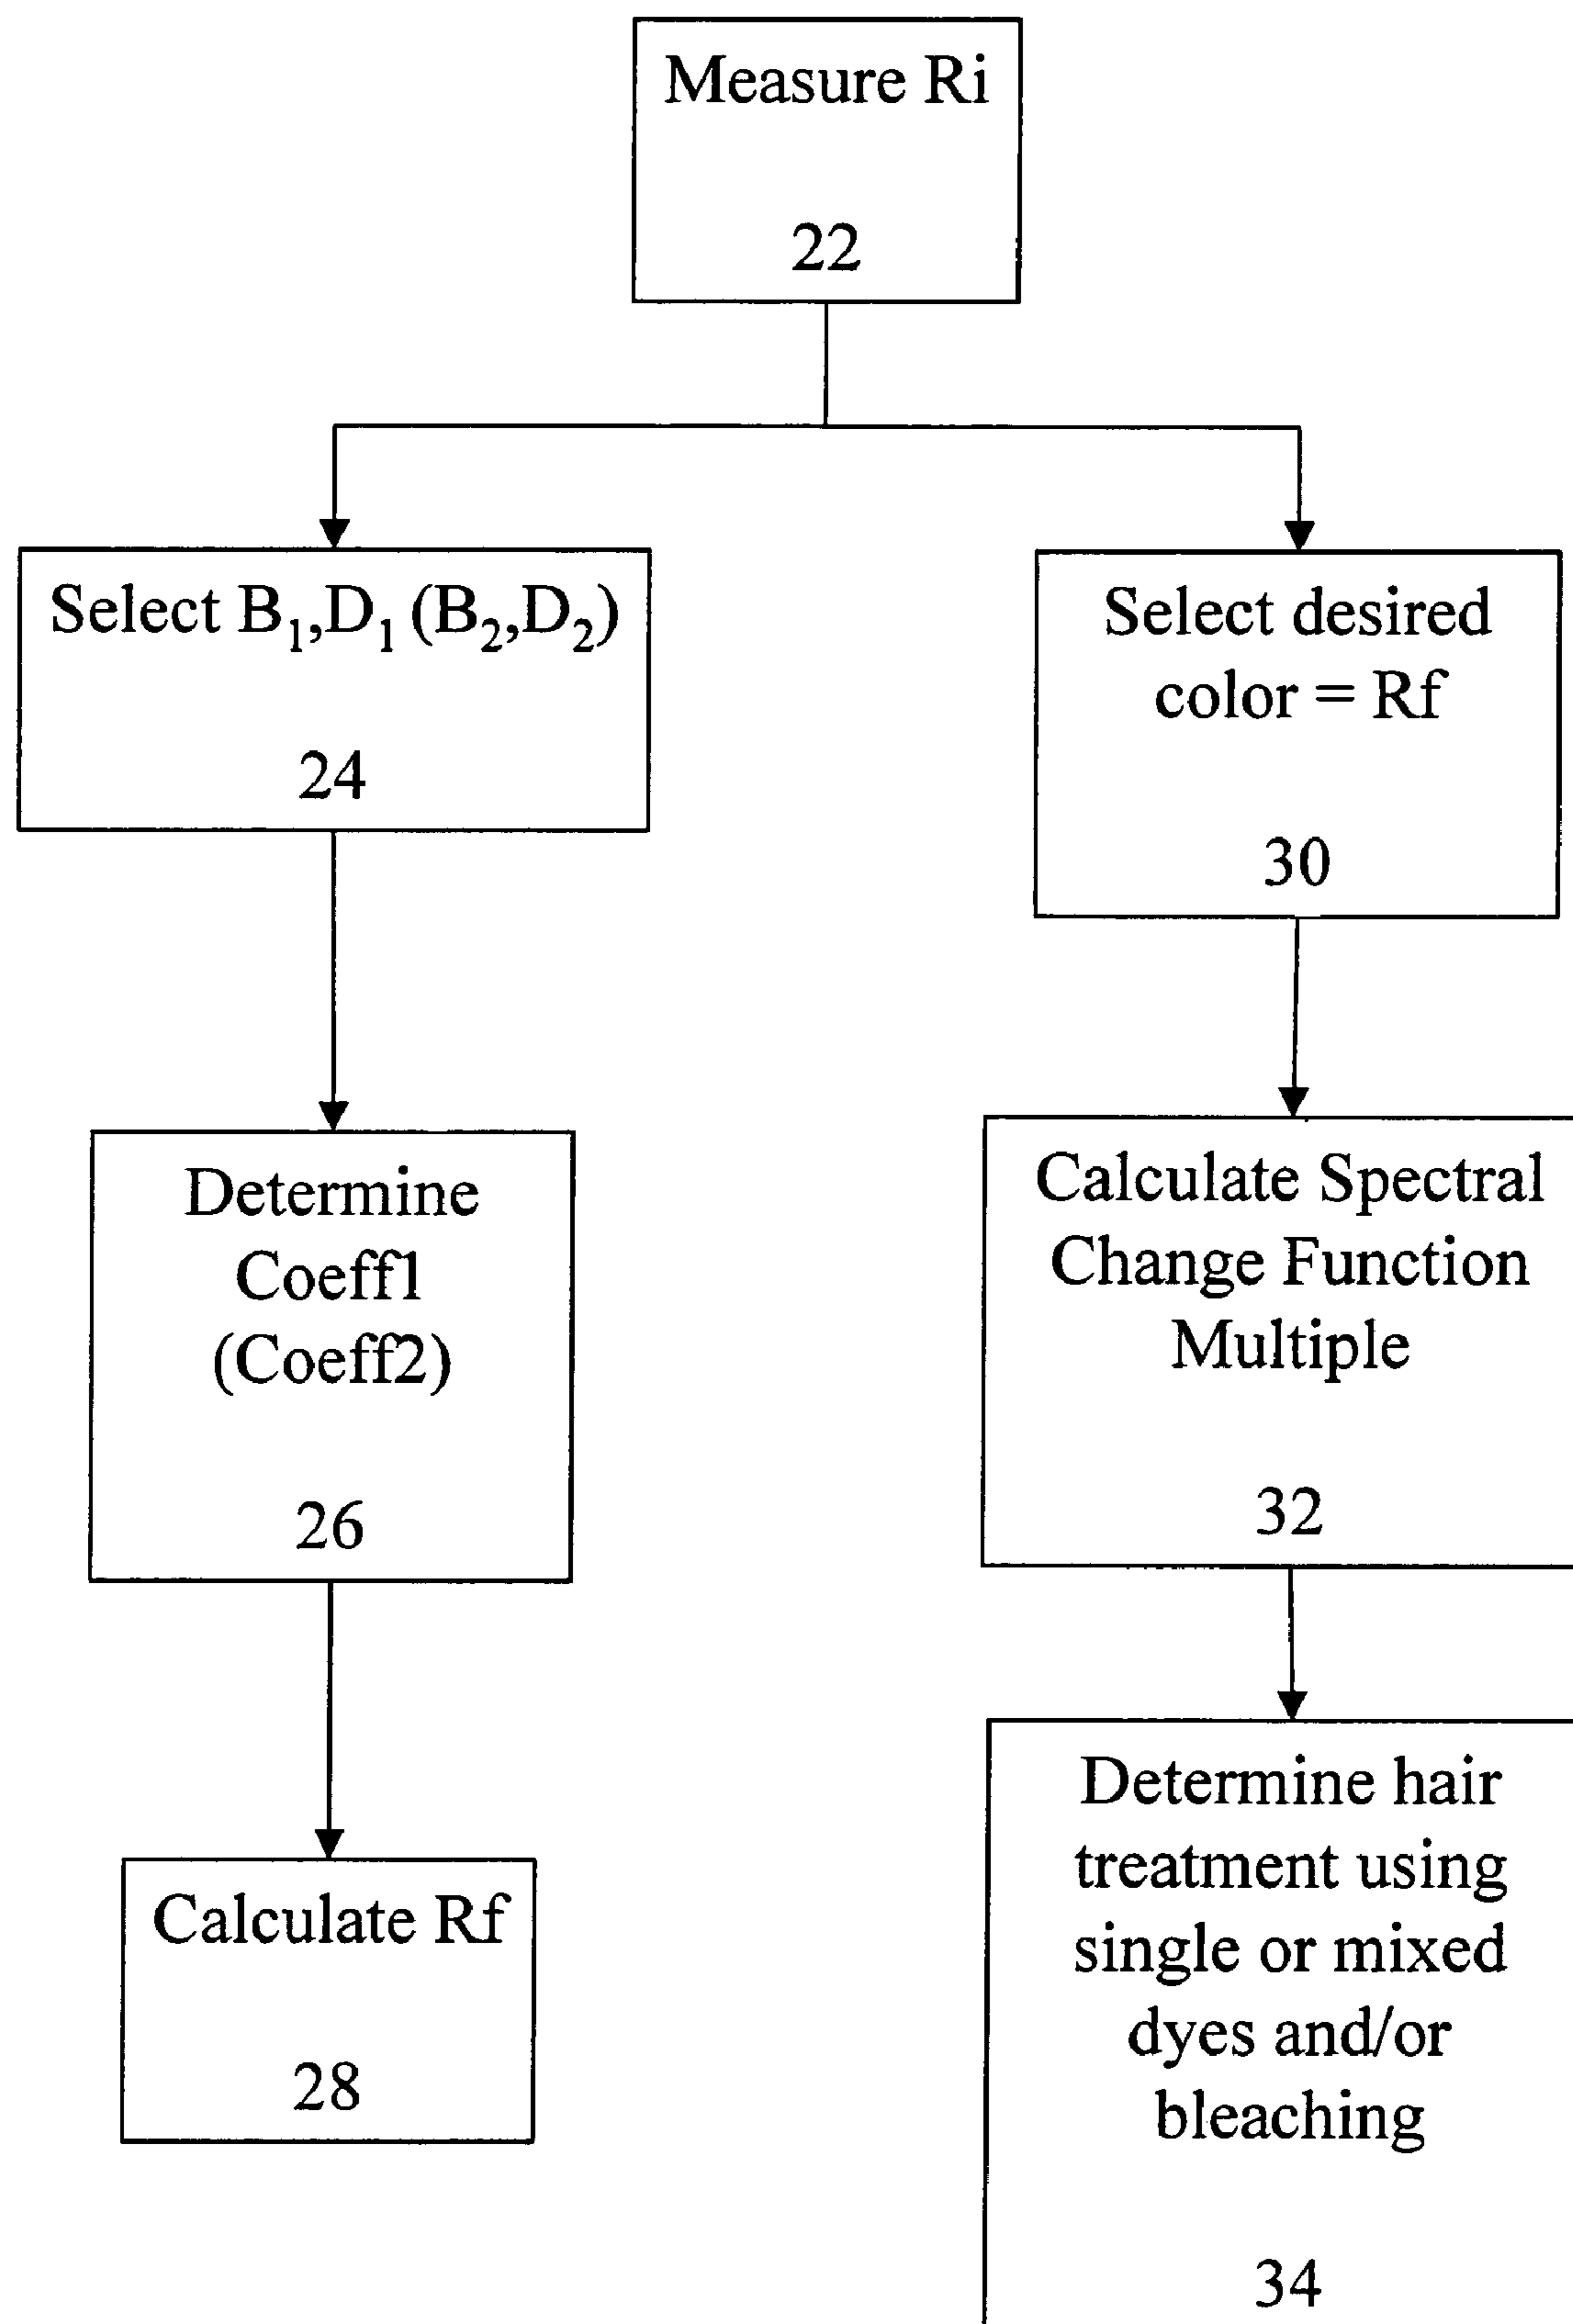 Measure Ri
22
Select B₁,D₁ (B₂,D₂)
24
Determine
Coeff1
(Coeff2)
26
Calculate Rf
28
Select desired
color = Rf
30
Calculate Spectral
Change Function
Multiple
32
Determine hair
treatment using
single or mixed
dyes and/or
bleaching
34